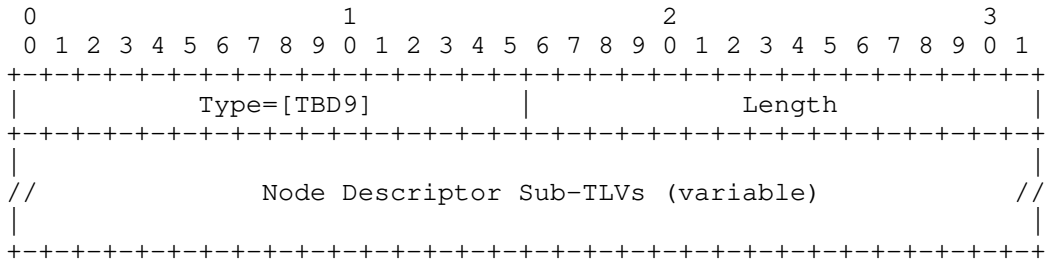 0                   1                   2                   3
 0 1 2 3 4 5 6 7 8 9 0 1 2 3 4 5 6 7 8 9 0 1 2 3 4 5 6 7 8 9 0 1
+-+-+-+-+-+-+-+-+-+-+-+-+-+-+-+-+-+-+-+-+-+-+-+-+-+-+-+-+-+-+-+-+
|           Type=[TBD9]         |             Length            |
+-+-+-+-+-+-+-+-+-+-+-+-+-+-+-+-+-+-+-+-+-+-+-+-+-+-+-+-+-+-+-+-+
|                                                               |
//              Node Descriptor Sub-TLVs (variable)            //
|                                                               |
+-+-+-+-+-+-+-+-+-+-+-+-+-+-+-+-+-+-+-+-+-+-+-+-+-+-+-+-+-+-+-+-+